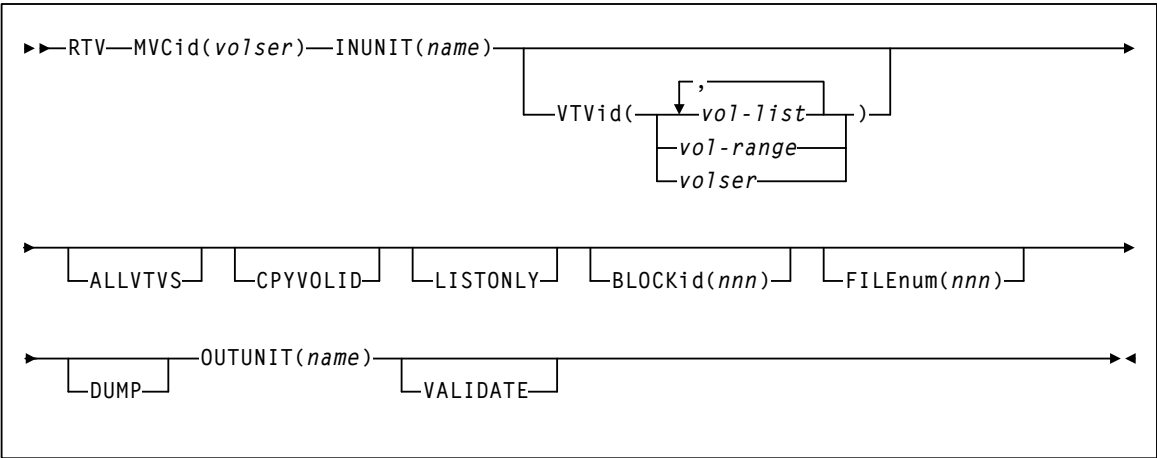 RTV MVCid(volser) INUNIT(name)
,
VTVid( vol-list )
vol-range
volser
ALLVTVS CPYVOLID LISTONLY BLOCKid(nnn) FILEnum(nnn)
OUTUNIT(name)
DUMP VALIDATE